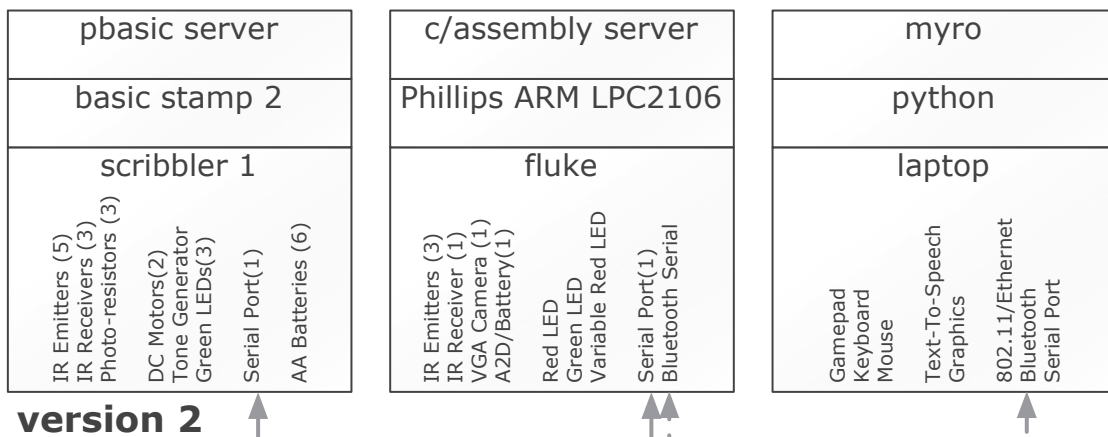 pbasic server
basic stamp 2
scribbler 1
IR Emitters (5)
IR Receivers (3)
Photo-resistors (3)
DC Motors(2)
Tone Generator
Green LEDs(3)
Serial Port(1)
AA Batteries (6)
c/assembly server
Phillips ARM LPC2106
fluke
IR Emitters (3)
IR Receiver (1)
VGA Camera (1)
A2D/Battery(1)
Red LED
Green LED
Variable Red LED
Serial Port(1)
Bluetooth Serial
myro
python
laptop
Gamepad
Keyboard
Mouse
Text-To-Speech
Graphics
802.11/Ethernet
Bluetooth
Serial Port
version 2